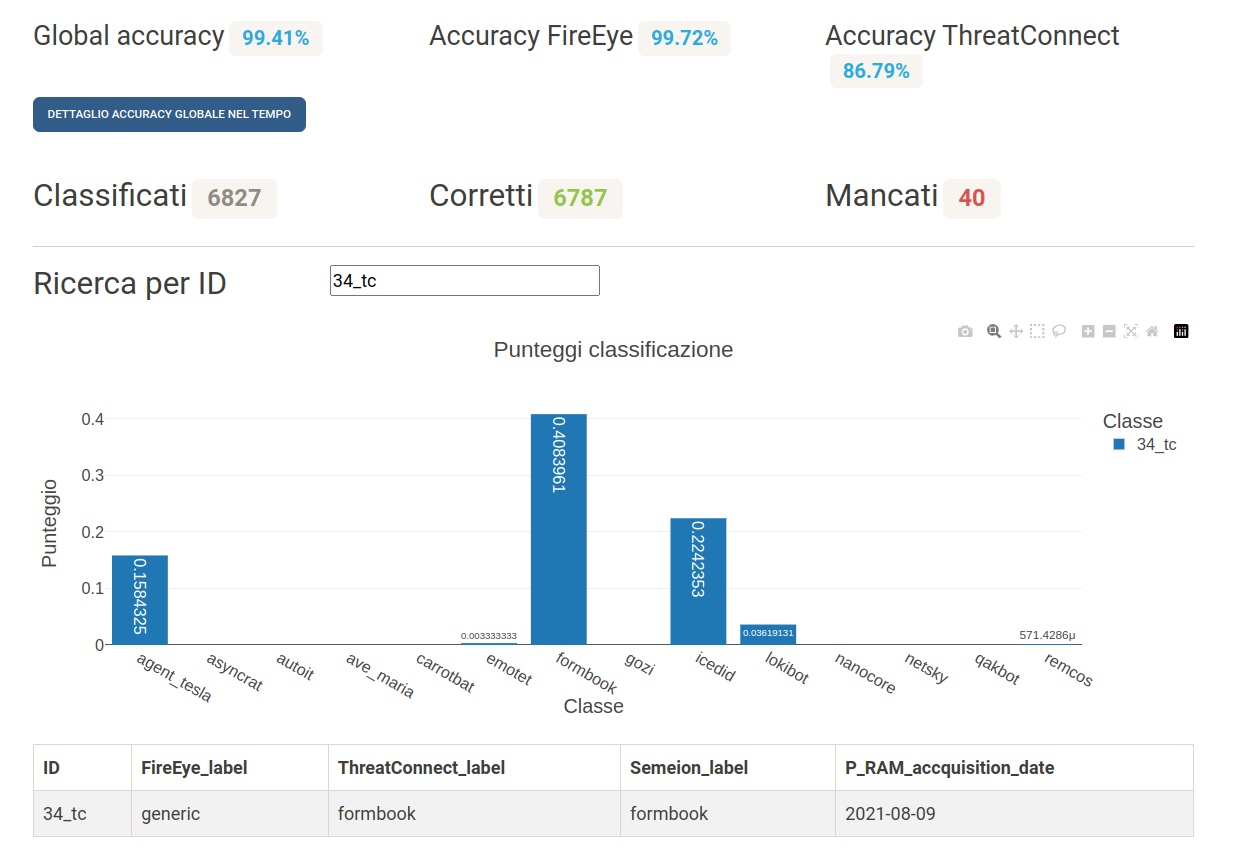 Global accuracy 99.41%
Accuracy FireEye 99.72%
Accuracy ThreatConnect
86.79%
DETTAGLIO ACCURACY GLOBALE NEL TEMPO
Classificati 6827
Corretti 6787
Mancati 40
Ricerca per ID
34_tc
Punteggi classificazione
Classe
34_tc
Punteggio
0.4
0.3
0.2
0.1
0
0.1584325
0.003333333
0.4083961
0.2242353
0.03619131
571.4286μ
agent_tesla
asyncrat
autoit
ave_maria
carrotbat
emotet
formbook
gozi
icedid
lokibot
nanocore
netsky
qakbot
remcos
Classe
ID FireEye_label ThreatConnect_label Semeion_label P_RAM_accquisition_date
34_tc generic formbook formbook 2021-08-09